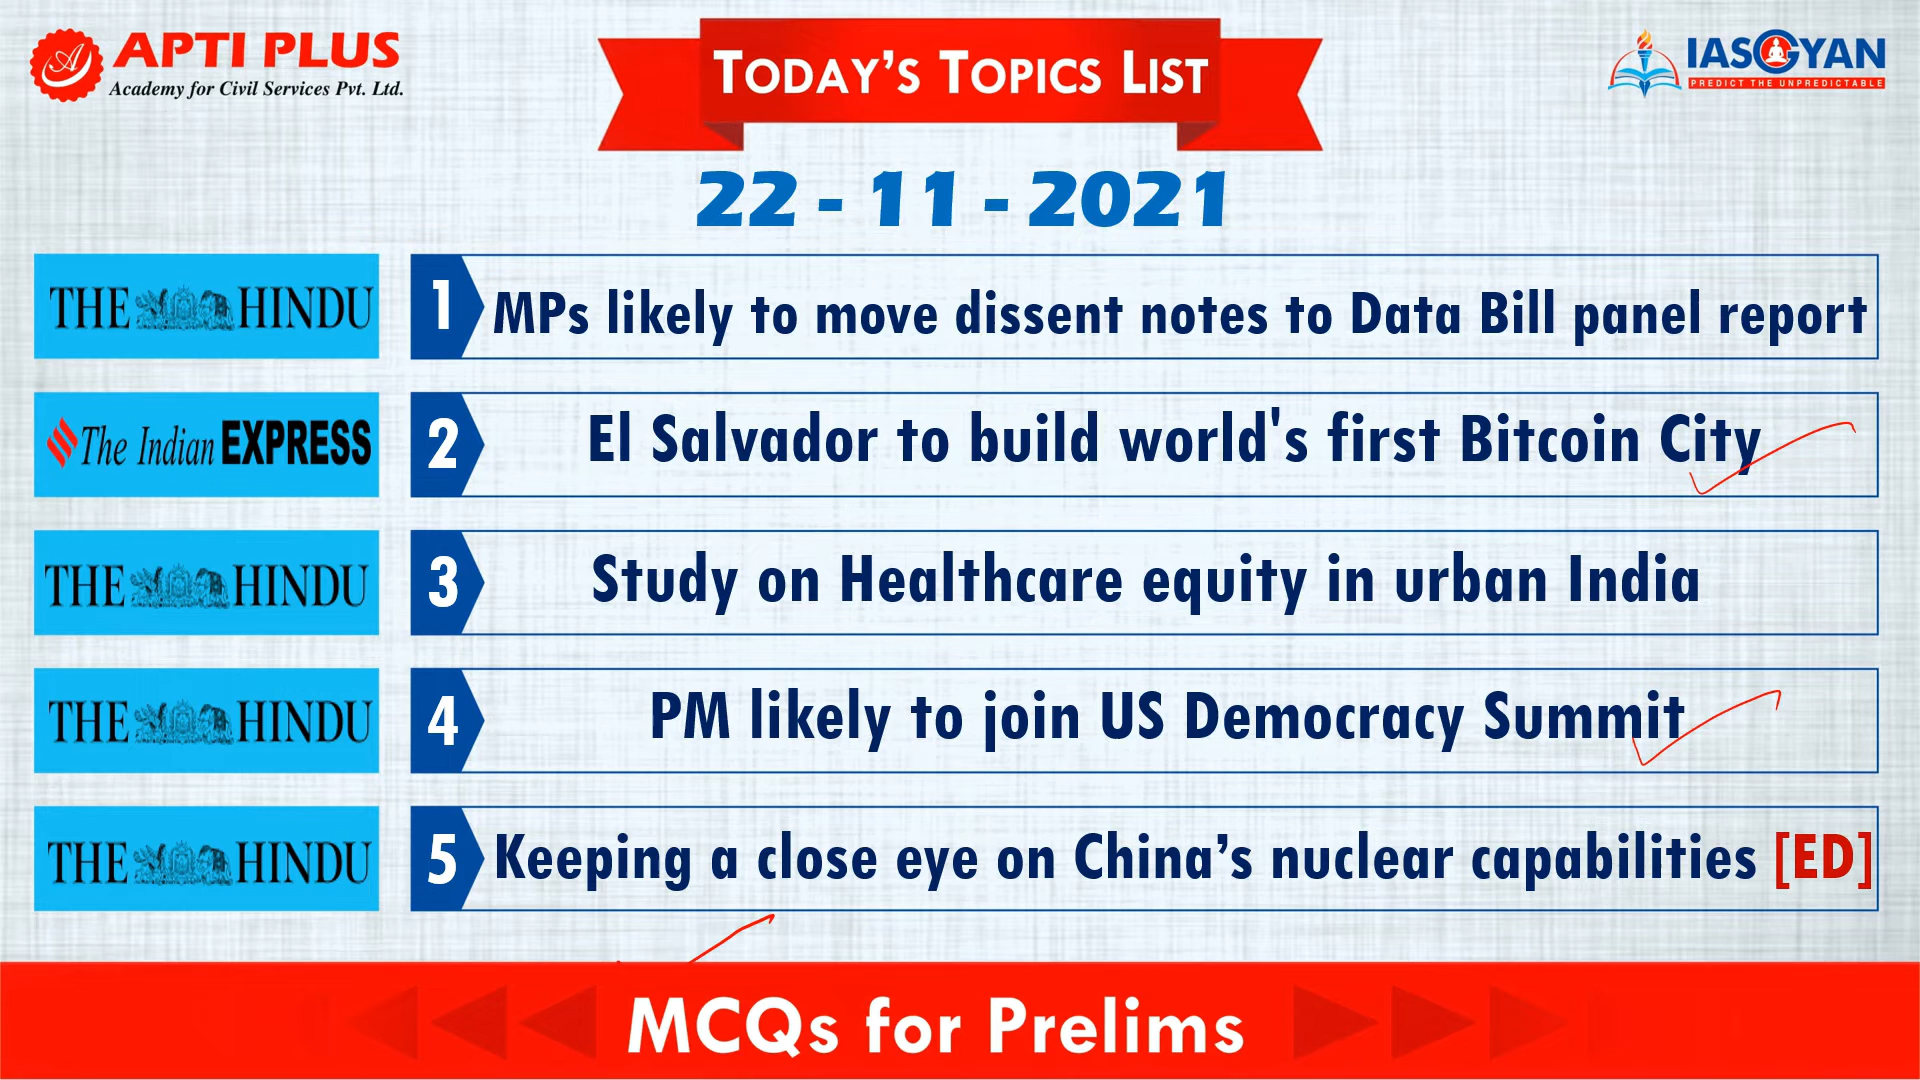 APTI PLUS
Academy for Civil Services Pvt. Ltd.
TODAY'S TOPICS LIST
IASGYAN
PREDICT THE UNPREDICTABLE
22 - 11 - 2021
THE HINDU
1 MPs likely to move dissent notes to Data Bill panel report
The Indian EXPRESS
2 El Salvador to build world's first Bitcoin City
THE HINDU
3 Study on Healthcare equity in urban India
THE HINDU
4 PM likely to join US Democracy Summit
THE HINDU
5 Keeping a close eye on China’s nuclear capabilities [ED]
MCQs for Prelims